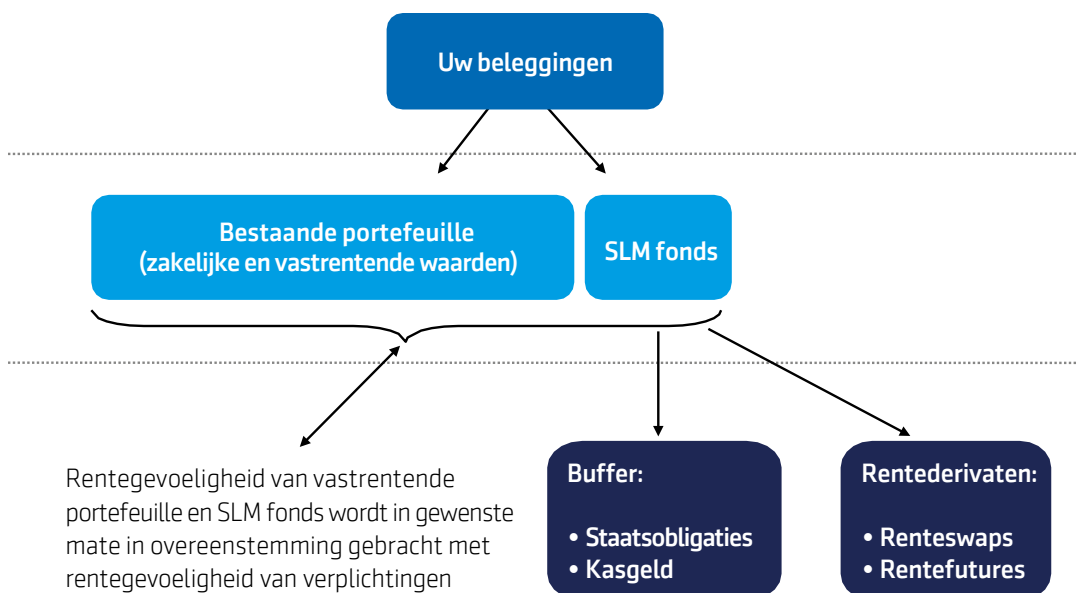 Uw beleggingen
Bestaande portefeuille
(zakelijke en vastrentende waarden)
SLM fonds
Rentegevoeligheid van vastrentende
portefeuille en SLM fonds wordt in gewenste
mate in overeenstemming gebracht met
rentegevoeligheid van verplichtingen
Buffer:
• Staatsobligaties
• Kasgeld
Rentederivaten:
• Renteswaps
• Rentefutures